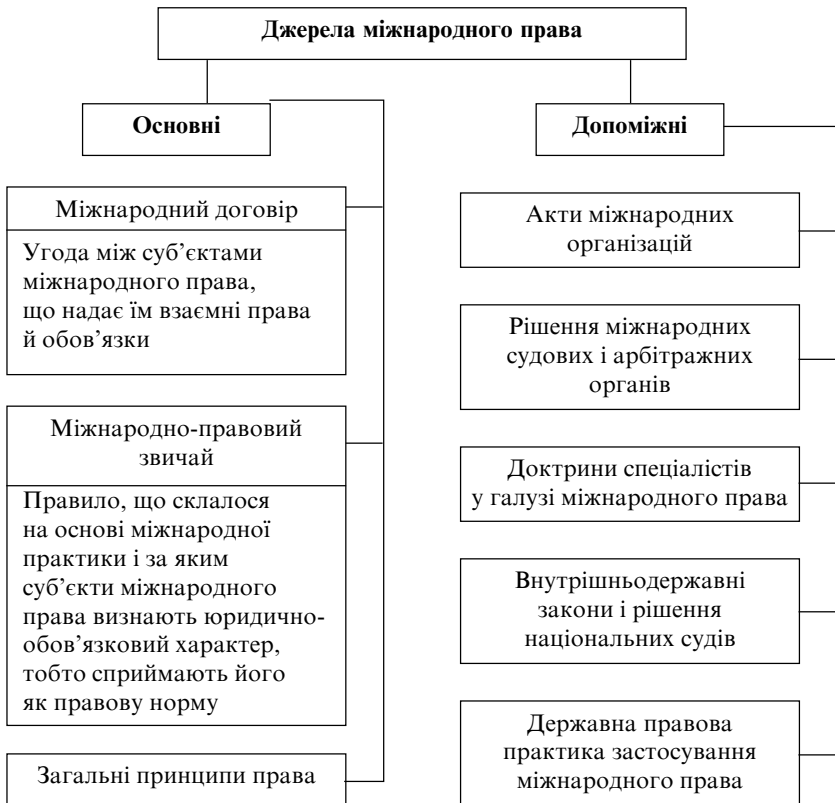 Джерела міжнародного права
Основні
Міжнародний договір
Угода між суб’єктами
міжнародного права,
що надає їм взаємні права
й обов’язки
Міжнародно-правовий
звичай
Правило, що склалося
на основі міжнародної
практики і за яким
суб’єкти міжнародного
права визнають юридично-
обов’язковий характер,
тобто сприймають його
як правову норму
Загальні принципи права
Допоміжні
Акти міжнародних
організацій
Рішення міжнародних
судових і арбітражних
органів
Доктрини спеціалістів
у галузі міжнародного права
Внутрішньодержавні
закони і рішення
національних судів
Державна правова
практика застосування
міжнародного права